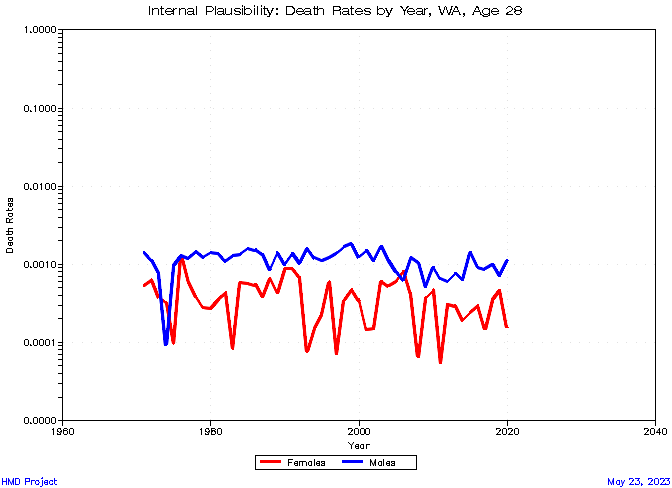 Internal Plausibility: Death Rates by Year, WA, Age 28
1.0000
0.1000
0.0100
Death Rates
0.0010
0.0001
0.0000
1960 1980 2000 2020 2040
Year
Females Males
HMD Project
May 23, 2023